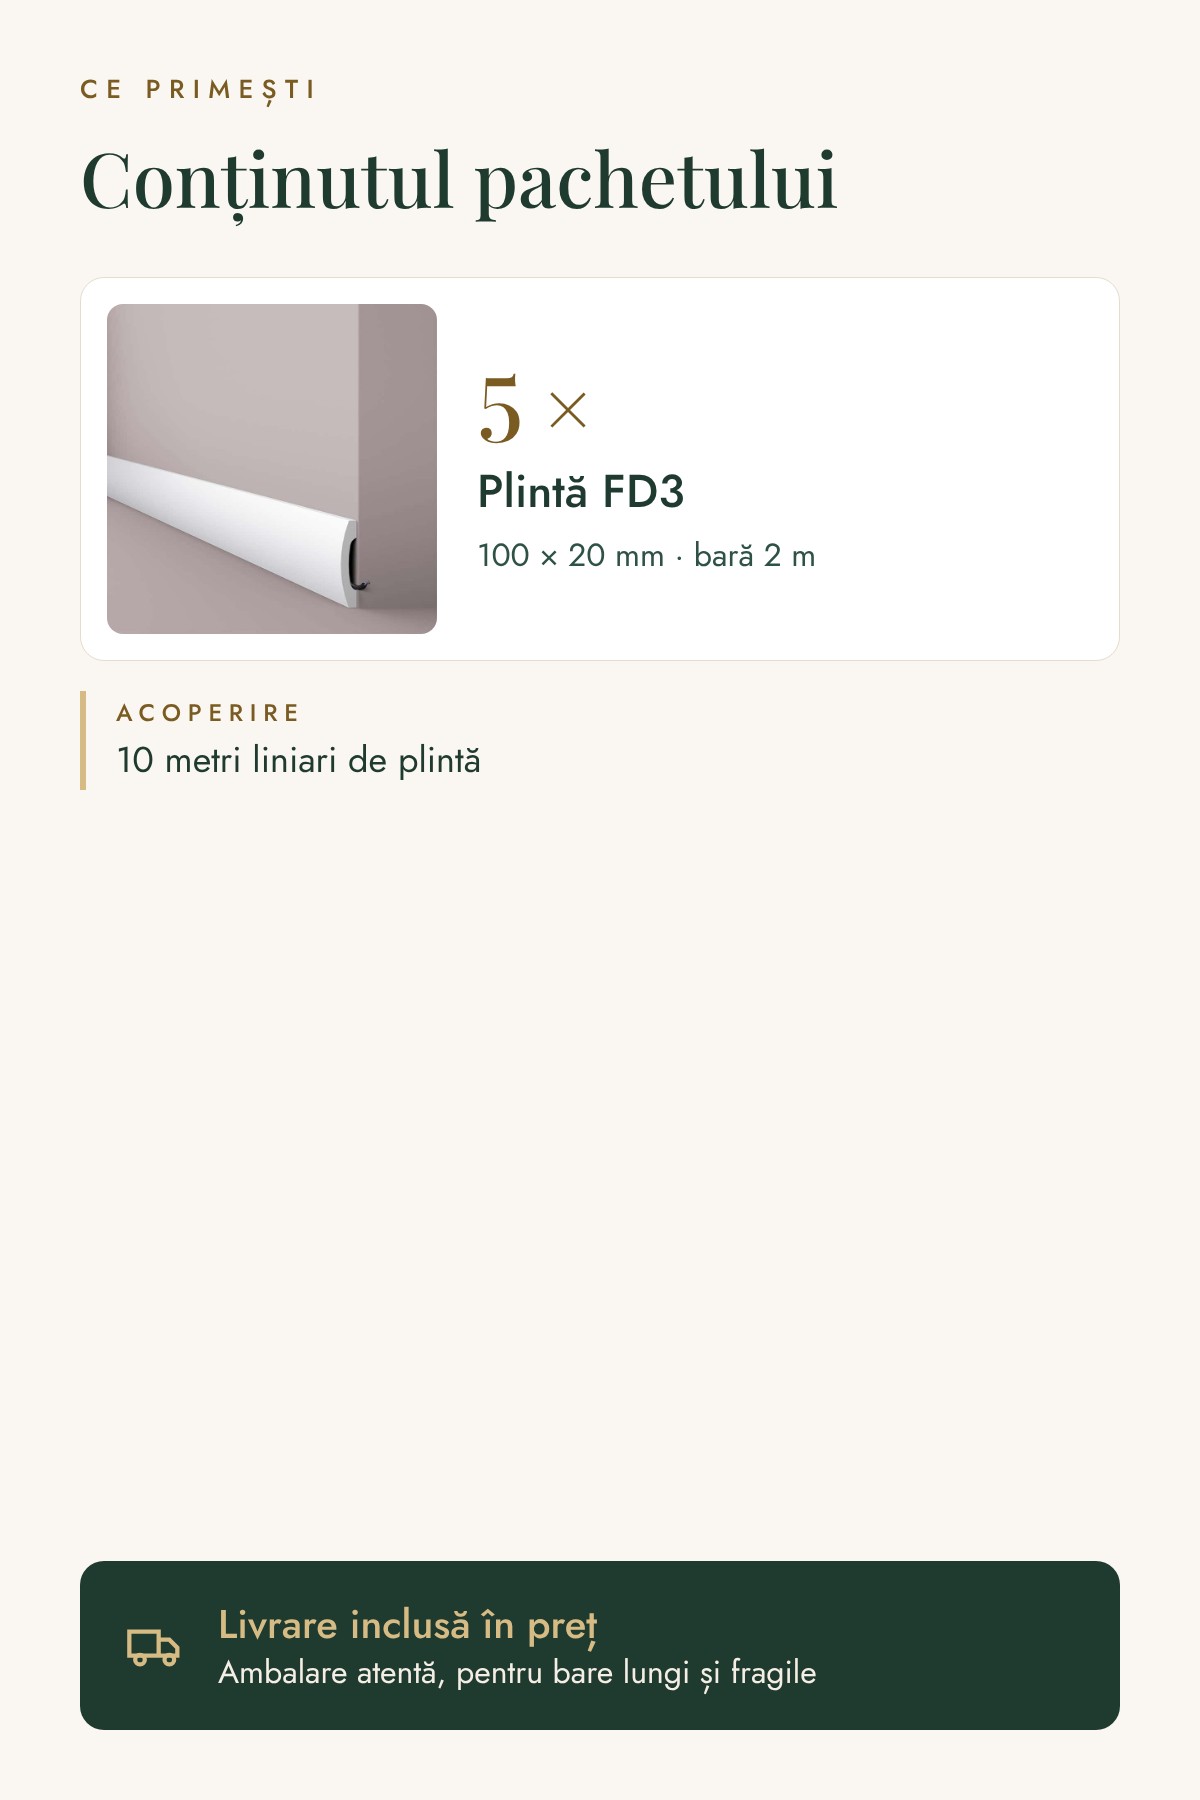 CE PRIMEȘTI
Conținutul pachetului
5 ×
Plintă FD3
100 × 20 mm · bară 2 m
ACOPERIRE
10 metri liniari de plintă
Livrare inclusă în preț
Ambalare atentă, pentru bare lungi și fragile